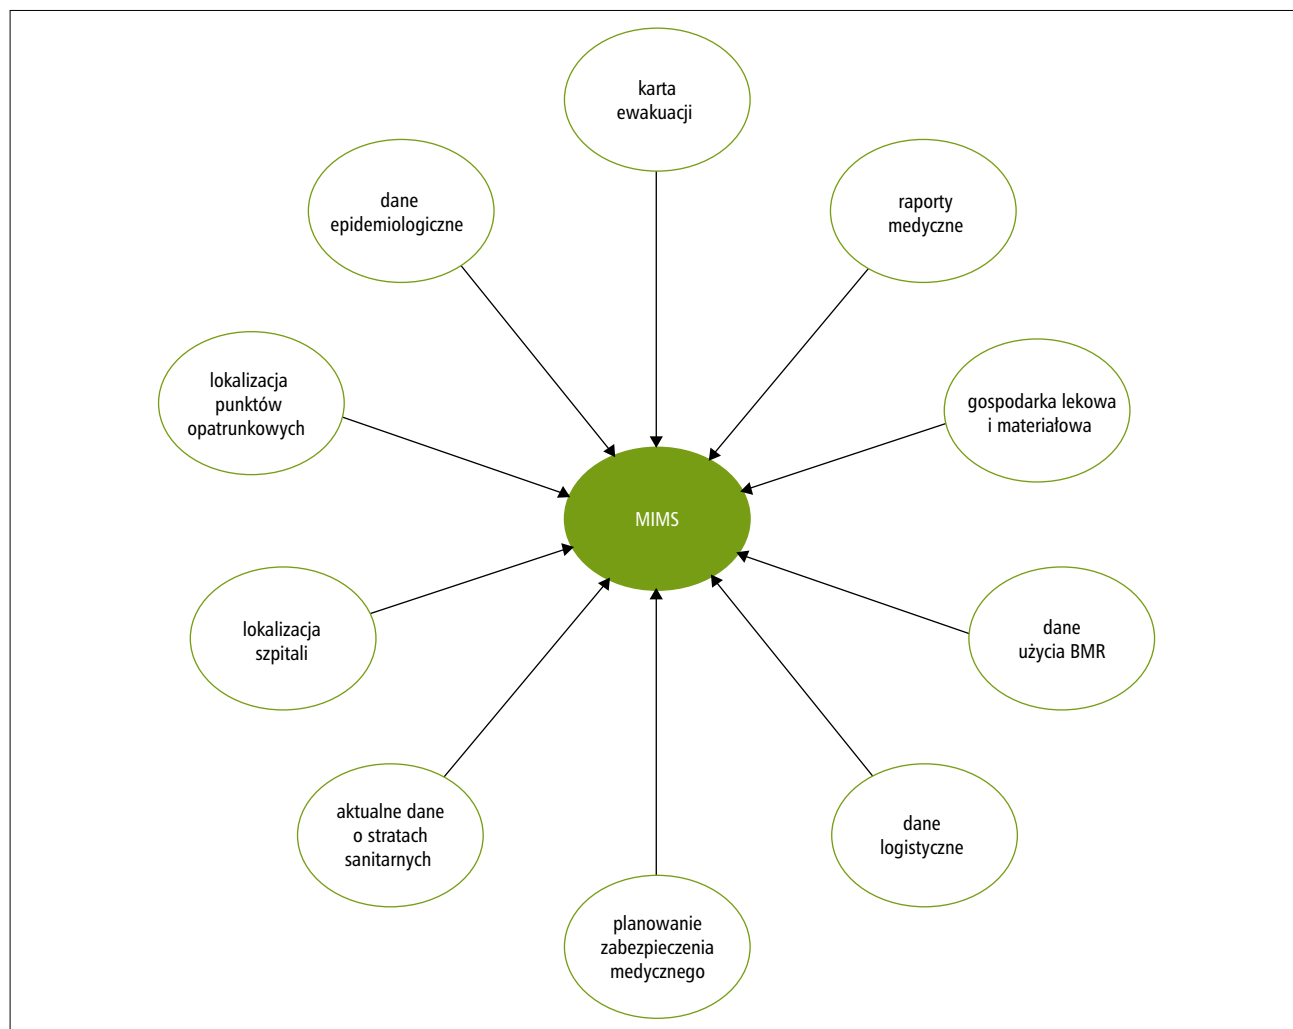 karta
ewakuacji
dane
epidemiologiczne
raporty
medyczne
lokalizacja
punktów
opatrunkowych
gospodarka lekowa
i materiałowa
MIMS
lokalizacja
szpitali
dane
użycia BMR
aktualne dane
o stratach
sanitarnych
dane
logistyczne
planowanie
zabezpieczenia
medycznego